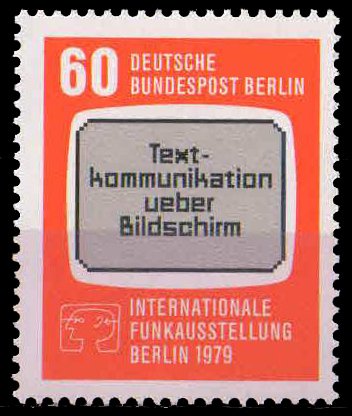 60 DEUTSCHE
BUNDESPOST BERLIN
Text-
kommunikation
ueber
Bildschirm
INTERNATIONALE
FUNKAUSSTELLUNG
BERLIN 1979